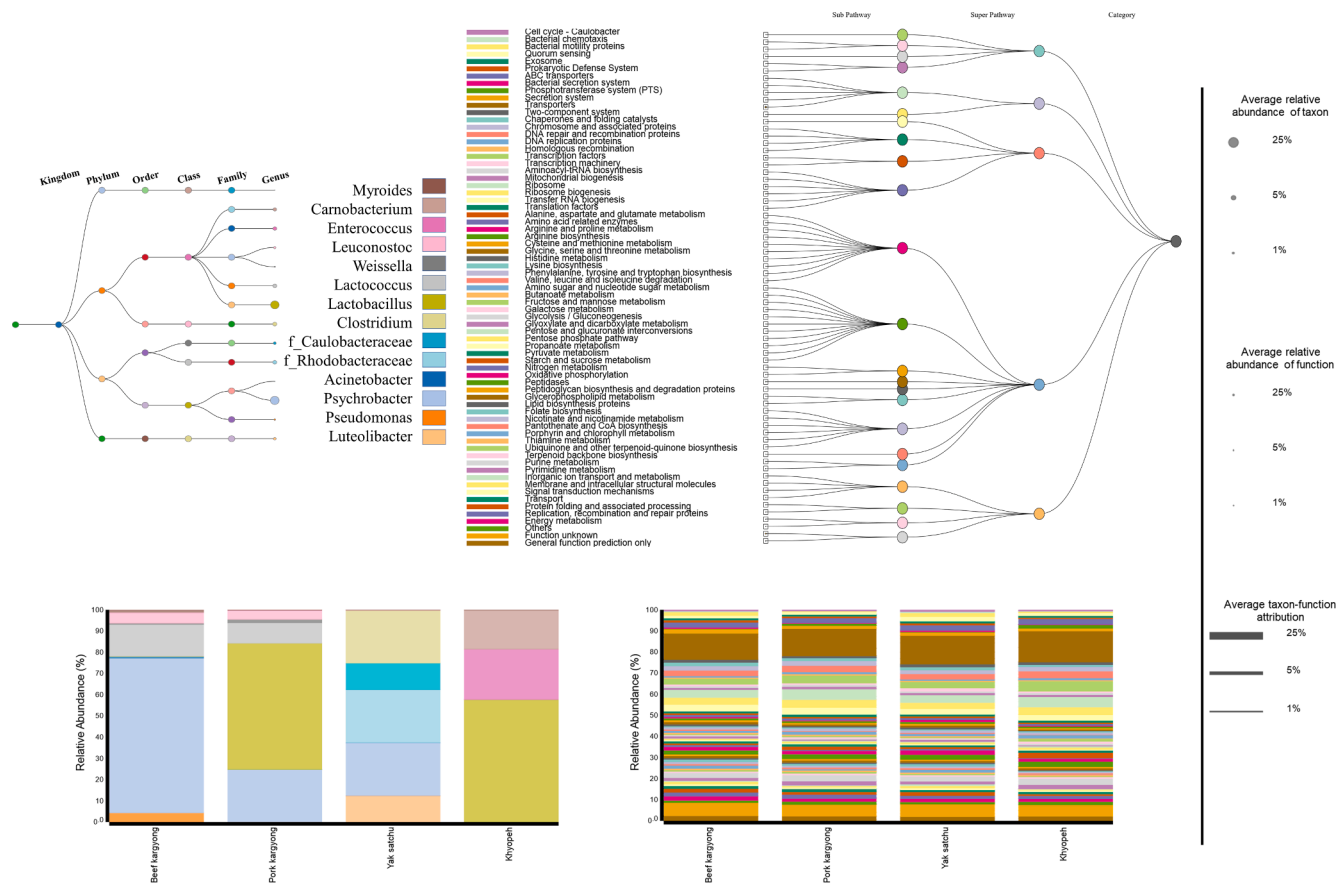 Sub Pathway
Super Pathway
Category
Kingdom
Phylum
Order
Class
Family
Genus
Myroides
Carnobacterium
Enterococcus
Leuconostoc
Weissella
Lactococcus
Lactobacillus
Clostridium
f_Caulobacteraceae
f_Rhodobacteraceae
Acinetobacter
Psychrobacter
Pseudomonas
Luteolibacter
Cell cycle - Caulobacter
Bacterial chemotaxis
Bacterial motility proteins
Quorum sensing
Exosome
Prokaryotic Defense System
ABC transporters
Bacterial secretion system
Phosphotransferase system (PTS)
Secretion system
Transporters
Two-component system
Chaperones and folding catalysts
Chromosome and associated proteins
DNA repair and recombination proteins
DNA replication proteins
Homologous recombination
Transcription factors
Transcription machinery
Aminoacyl-tRNA biosynthesis
Mitochondrial biogenesis
Ribosome
Ribosome biogenesis
Transfer RNA biogenesis
Translation factors
Alanine, aspartate and glutamate metabolism
Amino acid related enzymes
Arginine and proline metabolism
Arginine biosynthesis
Cysteine and methionine metabolism
Glycine, serine and threonine metabolism
Histidine metabolism
Lysine biosynthesis
Phenylalanine, tyrosine and tryptophan biosynthesis
Valine, leucine and isoleucine degradation
Amino sugar and nucleotide sugar metabolism
Butanoate metabolism
Fructose and mannose metabolism
Galactose metabolism
Glycolysis / Gluconeogenesis
Glyoxylate and dicarboxylate metabolism
Pentose and glucuronate interconversions
Pentose phosphate pathway
Propanoate metabolism
Pyruvate metabolism
Starch and sucrose metabolism
Nitrogen metabolism
Oxidative phosphorylation
Peptidases
Peptidoglycan biosynthesis and degradation proteins
Glycerophospholipid metabolism
Lipid biosynthesis proteins
Folate biosynthesis
Nicotinate and nicotinamide metabolism
Pantothenate and CoA biosynthesis
Porphyrin and chlorophyll metabolism
Thiamine metabolism
Ubiquinone and other terpenoid-quinone biosynthesis
Terpenoid backbone biosynthesis
Purine metabolism
Pyrimidine metabolism
Inorganic ion transport and metabolism
Membrane and intracellular structural molecules
Signal transduction mechanisms
Transport
Protein folding and associated processing
Replication, recombination and repair proteins
Energy metabolism
Others
Function unknown
General function prediction only
Average relative
abundance of taxon
25%
5%
1%
Average relative
abundance of function
25%
5%
1%
Average taxon-function
attribution
25%
5%
1%
Relative Abundance (%)
100
90
80
70
60
50
40
30
20
10
0.0
Beef kargyong
Pork kargyong
Yak satchu
Khyopeh
Relative Abundance (%)
100
90
80
70
60
50
40
30
20
10
0.0
Beef kargyong
Pork kargyong
Yak satchu
Khyopeh